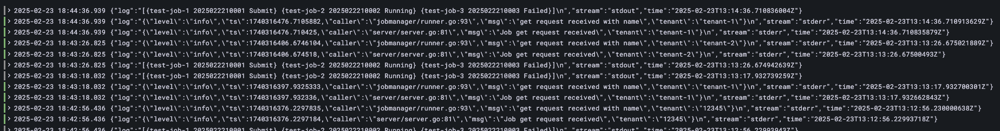 > 2025-02-23 18:44:36.939 {"log":"[{test-job-1 2025022210001 Submit} {test-job-2 2025022210002 Running} {test-job-3 2025022210003 Failed}]\n","stream":"stdout","time":"2025-02-23T13:14:36.710836004Z"}
> 2025-02-23 18:44:36.939 {"log":"{\"level\":\"info\",\"ts\":1740316476.7105882,\"caller\":\"jobmanager/runner.go:93\",\"msg\":\"get request received with name\",\"tenant\":\"tenant-1\"}\n","stream":"stderr","time":"2025-02-23T13:14:36.710913629Z"}
> 2025-02-23 18:44:36.939 {"log":"{\"level\":\"info\",\"ts\":1740316476.710425,\"caller\":\"server/server.go:81\",\"msg\":\"Job get request received\",\"tenant\":\"tenant-1\"}\n","stream":"stderr","time":"2025-02-23T13:14:36.710835879Z"}
> 2025-02-23 18:43:26.825 {"log":"{\"level\":\"info\",\"ts\":1740316406.6746104,\"caller\":\"jobmanager/runner.go:93\",\"msg\":\"get request received with name\",\"tenant\":\"tenant-2\"}\n","stream":"stderr","time":"2025-02-23T13:13:26.675021889Z"}
> 2025-02-23 18:43:26.825 {"log":"{\"level\":\"info\",\"ts\":1740316406.674518,\"caller\":\"server/server.go:81\",\"msg\":\"Job get request received\",\"tenant\":\"tenant-2\"}\n","stream":"stderr","time":"2025-02-23T13:13:26.67500493Z"}
> 2025-02-23 18:43:26.825 {"log":"[{test-job-1 2025022210001 Submit} {test-job-2 2025022210002 Running} {test-job-3 2025022210003 Failed}]\n","stream":"stdout","time":"2025-02-23T13:13:26.674942639Z"}
> 2025-02-23 18:43:18.032 {"log":"[{test-job-1 2025022210001 Submit} {test-job-2 2025022210002 Running} {test-job-3 2025022210003 Failed}]\n","stream":"stdout","time":"2025-02-23T13:13:17.932739259Z"}
> 2025-02-23 18:43:18.032 {"log":"{\"level\":\"info\",\"ts\":1740316397.9325333,\"caller\":\"jobmanager/runner.go:93\",\"msg\":\"get request received with name\",\"tenant\":\"tenant-1\"}\n","stream":"stderr","time":"2025-02-23T13:13:17.932700301Z"}
> 2025-02-23 18:43:18.032 {"log":"{\"level\":\"info\",\"ts\":1740316397.932336,\"caller\":\"server/server.go:81\",\"msg\":\"Job get request received\",\"tenant\":\"tenant-1\"}\n","stream":"stderr","time":"2025-02-23T13:13:17.932662843Z"}
> 2025-02-23 18:42:56.436 {"log":"{\"level\":\"info\",\"ts\":1740316376.2297835,\"caller\":\"jobmanager/runner.go:93\",\"msg\":\"get request received with name\",\"tenant\":\"12345\"}\n","stream":"stderr","time":"2025-02-23T13:12:56.230000638Z"}
> 2025-02-23 18:42:56.436 {"log":"{\"level\":\"info\",\"ts\":1740316376.2297184,\"caller\":\"server/server.go:81\",\"msg\":\"Job get request received\",\"tenant\":\"12345\"}\n","stream":"stderr","time":"2025-02-23T13:12:56.22993718Z"}
> 2025-02-23 18:42:56.436 {"log":"[{test-job-1 2025022210001 Submit} {test-job-2 2025022210002 Running} {test-job-3 2025022210003 Failed}]\n","stream":"stdout","time":"2025-02-23T13:12:56.22993943Z"}